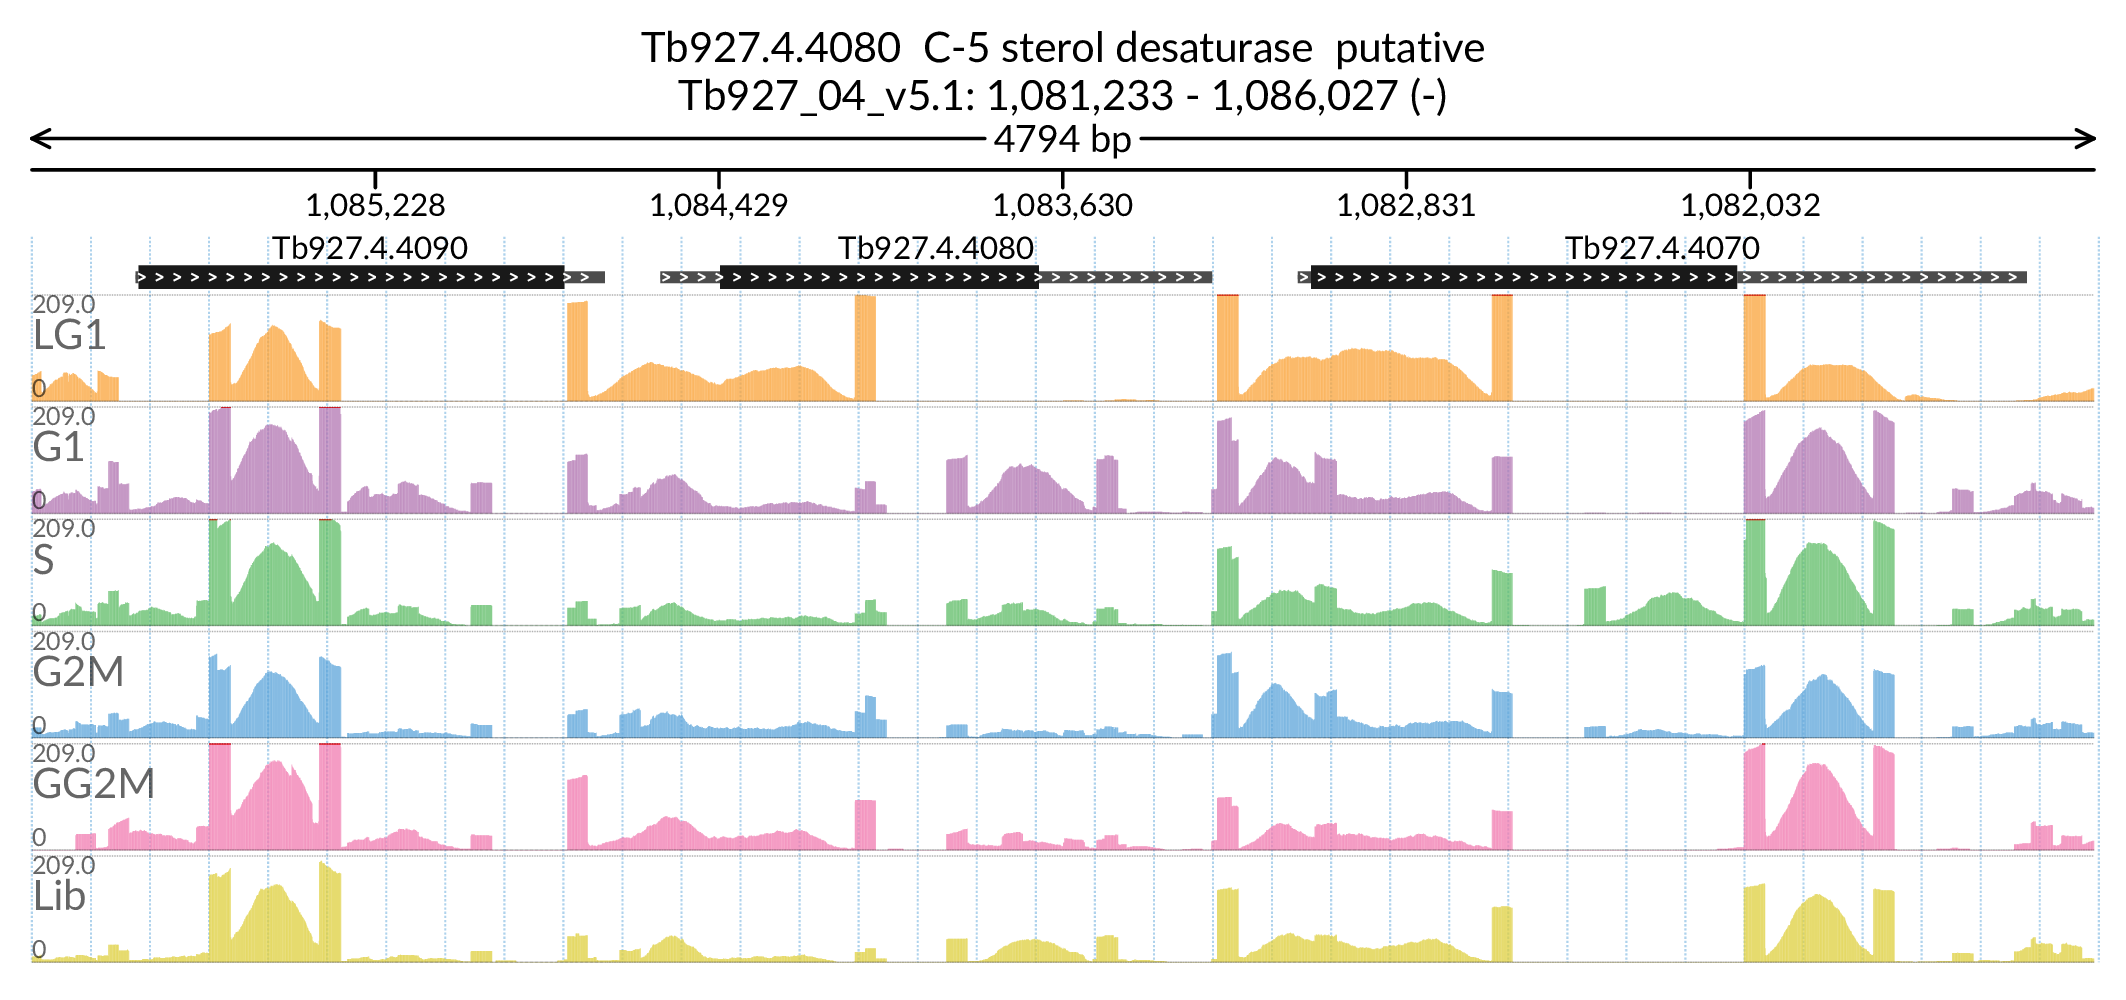 Tb927.4.4080 C-5 sterol desaturase putative
Tb927_04_v5.1: 1,081,233 - 1,086,027 (-)
4794 bp
1,085,228 1,084,429 1,083,630 1,082,831 1,082,032
Tb927.4.4090 Tb927.4.4080 Tb927.4.4070
209.0
LG1
0
209.0
G1
0
209.0
S
0
209.0
G2M
0
209.0
GG2M
0
209.0
Lib
0